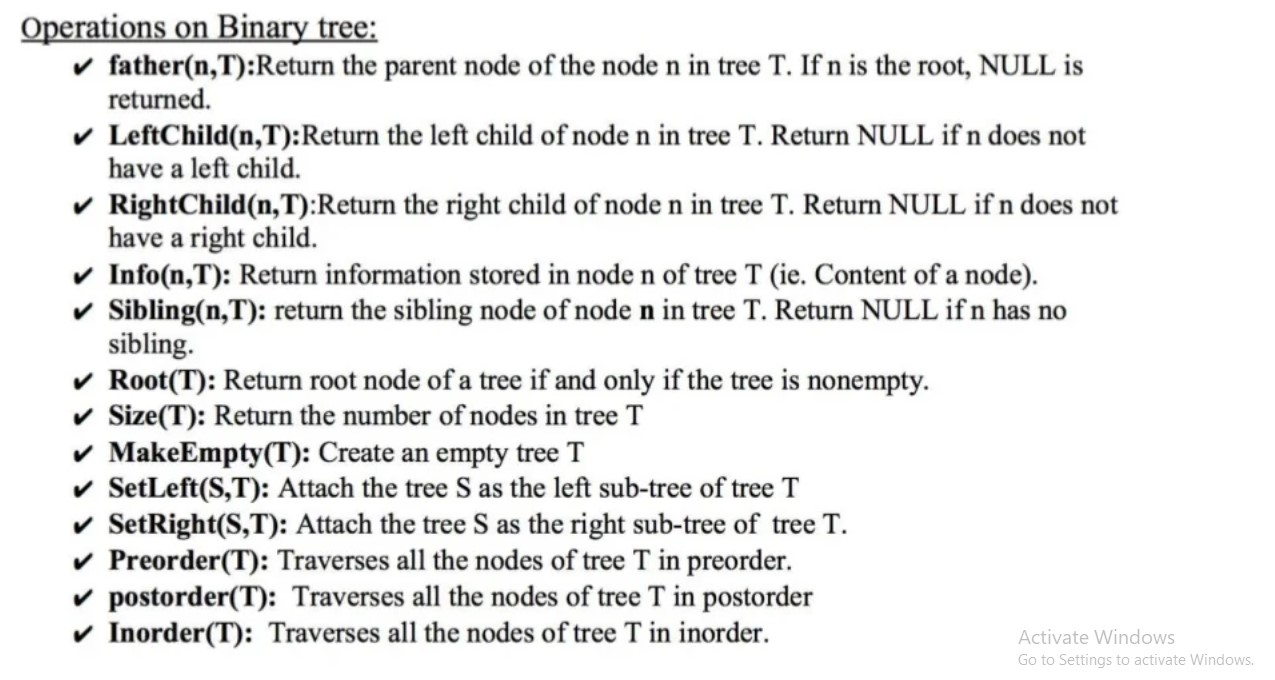 Operations on Binary tree:
✔ father(n,T):Return the parent node of the node n in tree T. If n is the root, NULL is
returned.
✔ LeftChild(n,T):Return the left child of node n in tree T. Return NULL if n does not
have a left child.
✔ RightChild(n,T):Return the right child of node n in tree T. Return NULL if n does not
have a right child.
✔ Info(n,T): Return information stored in node n of tree T (ie. Content of a node).
✔ Sibling(n,T): return the sibling node of node n in tree T. Return NULL if n has no
sibling.
✔ Root(T): Return root node of a tree if and only if the tree is nonempty.
✔ Size(T): Return the number of nodes in tree T
✔ MakeEmpty(T): Create an empty tree T
✔ SetLeft(S,T): Attach the tree S as the left sub-tree of tree T
✔ SetRight(S,T): Attach the tree S as the right sub-tree of tree T.
✔ Preorder(T): Traverses all the nodes of tree T in preorder.
✔ postorder(T): Traverses all the nodes of tree T in postorder
✔ Inorder(T): Traverses all the nodes of tree T in inorder.
Activate Windows
Go to Settings to activate Windows.